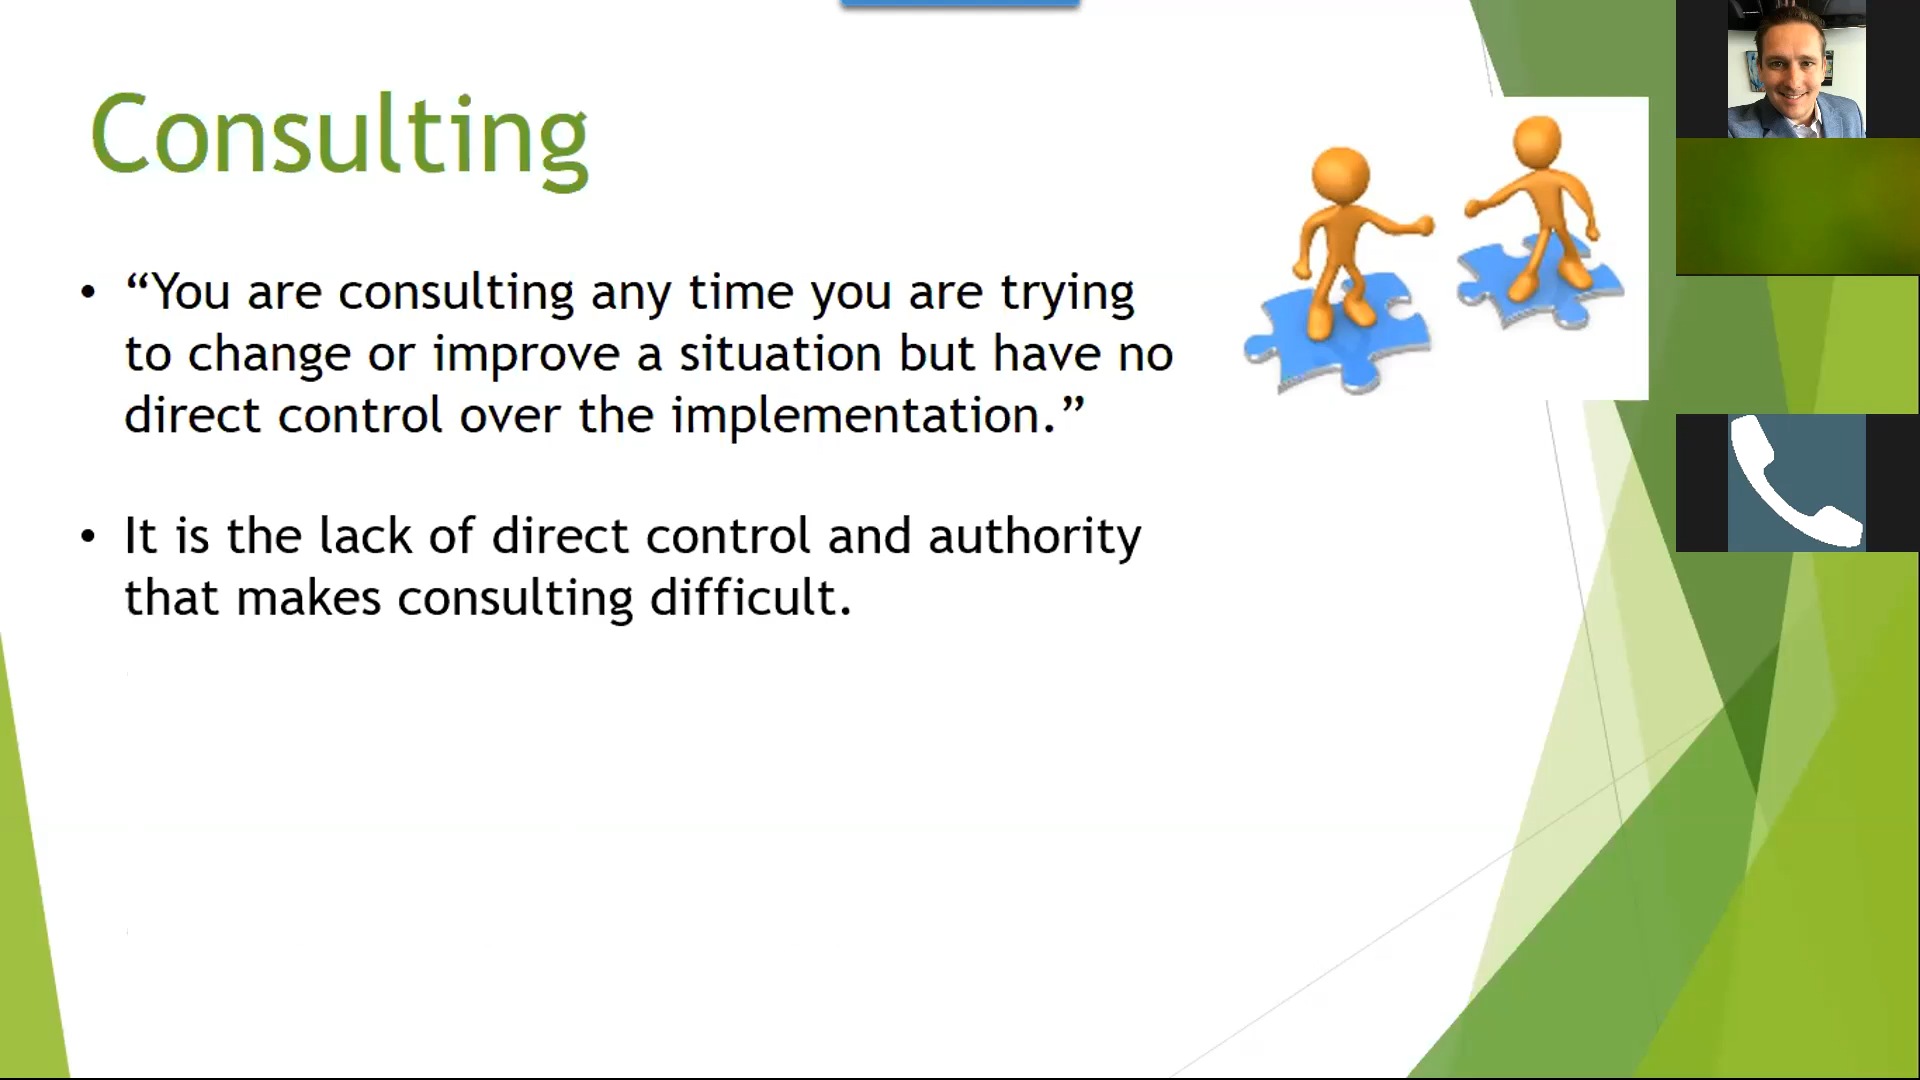 Consulting
• “You are consulting any time you are trying
to change or improve a situation but have no
direct control over the implementation.”
• It is the lack of direct control and authority
that makes consulting difficult.